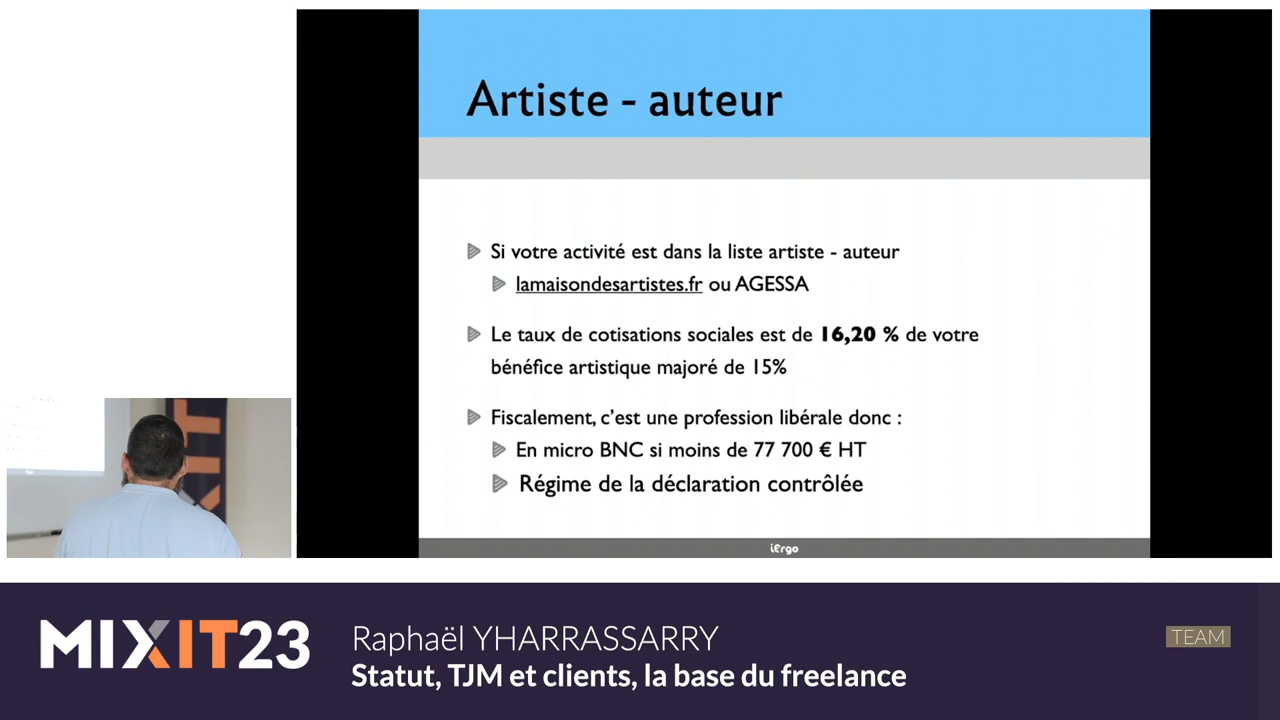 Artiste - auteur
Si votre activité est dans la liste artiste - auteur
lamaisondesartistes.fr ou AGESSA
Le taux de cotisations sociales est de 16,20 % de votre
bénéfice artistique majoré de 15%
Fiscalement, c'est une profession libérale donc :
En micro BNC si moins de 77 700 € HT
Régime de la déclaration contrôlée
iErgo
MIXIT23
Raphaël YHARRASSARRY
Statut, TJM et clients, la base du freelance
TEAM